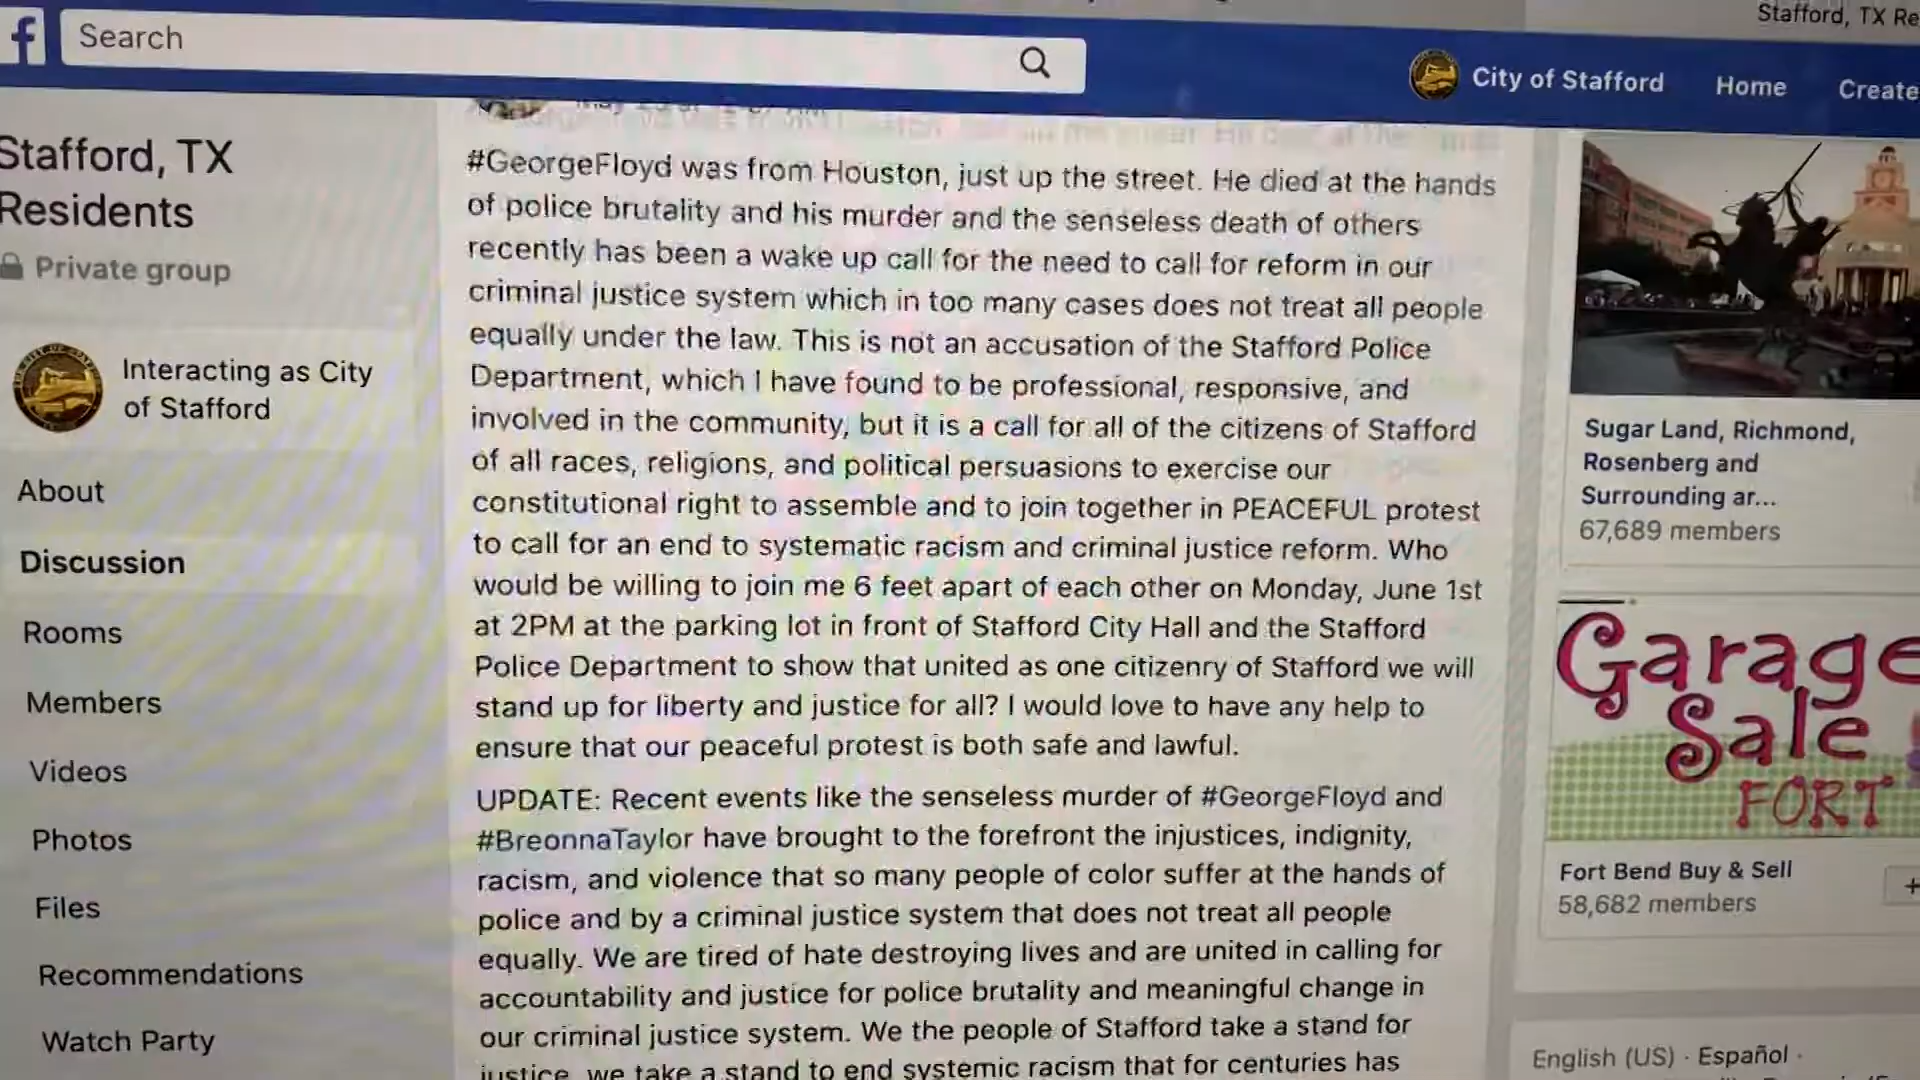 Stafford, TX Re
f
Search
City of Stafford
Home
Create
Stafford, TX
Residents
Private group
Interacting as City
of Stafford
About
Discussion
Rooms
Members
Videos
Photos
Files
Recommendations
Watch Party
#GeorgeFloyd was from Houston, just up the street. He died at the hands
of police brutality and his murder and the senseless death of others
recently has been a wake up call for the need to call for reform in our
criminal justice system which in too many cases does not treat all people
equally under the law. This is not an accusation of the Stafford Police
Department, which I have found to be professional, responsive, and
involved in the community, but it is a call for all of the citizens of Stafford
of all races, religions, and political persuasions to exercise our
constitutional right to assemble and to join together in PEACEFUL protest
to call for an end to systematic racism and criminal justice reform. Who
would be willing to join me 6 feet apart of each other on Monday, June 1st
at 2PM at the parking lot in front of Stafford City Hall and the Stafford
Police Department to show that united as one citizenry of Stafford we will
stand up for liberty and justice for all? I would love to have any help to
ensure that our peaceful protest is both safe and lawful.
UPDATE: Recent events like the senseless murder of #GeorgeFloyd and
#BreonnaTaylor have brought to the forefront the injustices, indignity,
racism, and violence that so many people of color suffer at the hands of
police and by a criminal justice system that does not treat all people
equally. We are tired of hate destroying lives and are united in calling for
accountability and justice for police brutality and meaningful change in
our criminal justice system. We the people of Stafford take a stand for
justice, we take a stand to end systemic racism that for centuries has
Sugar Land, Richmond,
Rosenberg and
Surrounding ar...
67,689 members
Garage
Sale
FORT
Fort Bend Buy & Sell
58,682 members
+
English (US) · Español ·